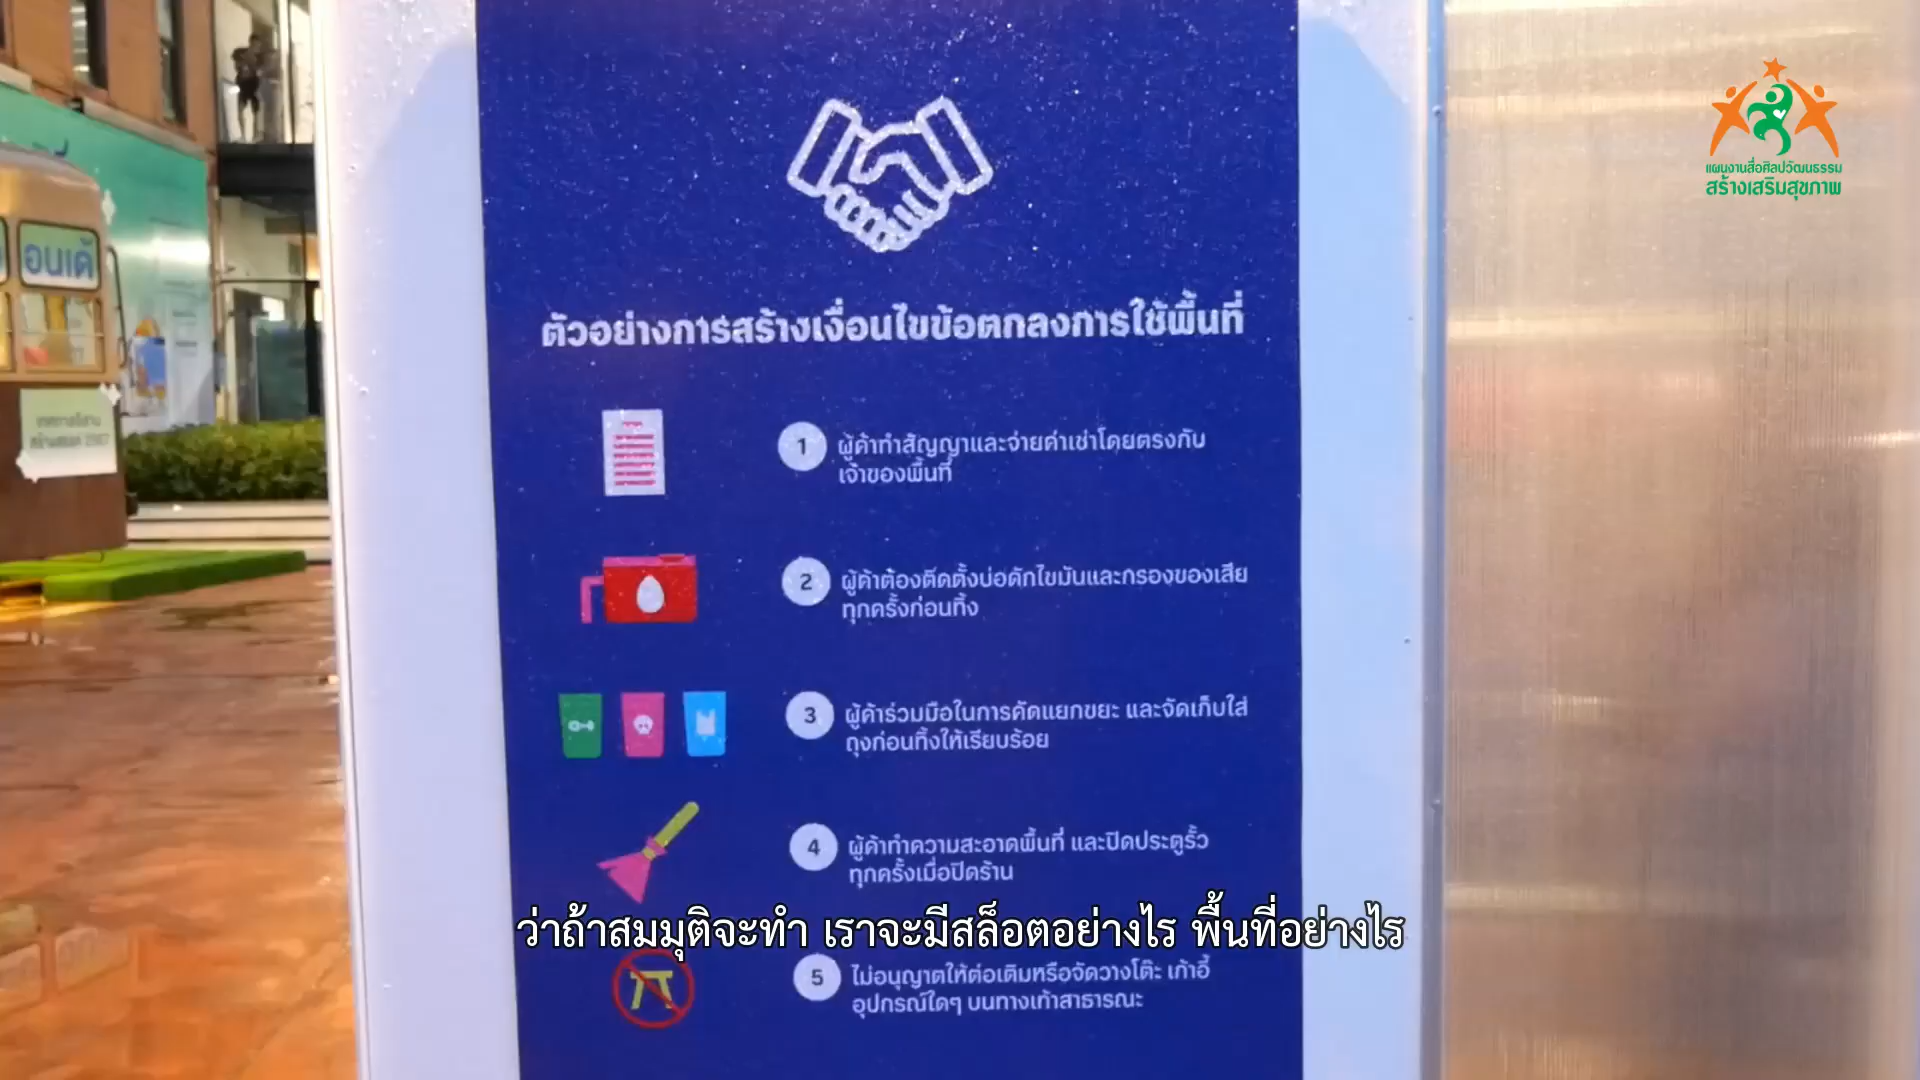 แผนงานสื่อศิลปวัฒนธรรม
สร้างเสริมสุขภาพ
อนเด้
ตัวอย่างการสร้างเงื่อนไขข้อตกลงการใช้พื้นที่
1 ผู้ค้าทำสัญญาและจ่ายค่าเช่าโดยตรงกับ
เจ้าของพื้นที่
2 ผู้ค้าต้องติดตั้งบ่อดักไขมันและกรองของเสีย
ทุกครั้งก่อนทิ้ง
3 ผู้ค้าร่วมมือในการคัดแยกขยะ และจัดเก็บใส่
ถุงก่อนทิ้งให้เรียบร้อย
4 ผู้ค้าทำความสะอาดพื้นที่ และปิดประตูรั้ว
ทุกครั้งเมื่อปิดร้าน
ว่าถ้าสมมุติจะทำ เราจะมีสล็อตอย่างไร พื้นที่อย่างไร
5 ไม่อนุญาตให้ต่อเติมหรือจัดวางโต๊ะ เก้าอี้
อุปกรณ์ใดๆ บนทางเท้าสาธารณะ